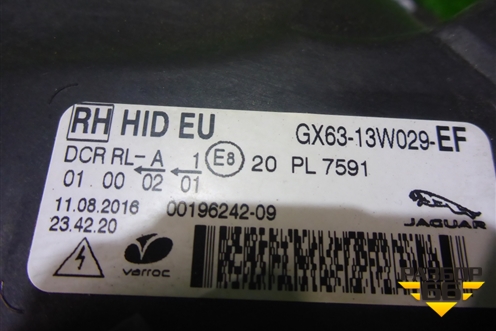 RH HID EU GX63-13W029-EF
DCR RL-A 1 E8 20 PL 7591
01 00 02 01
11.08.2016 00196242-09
23.42.20
varroc
JAGUAR